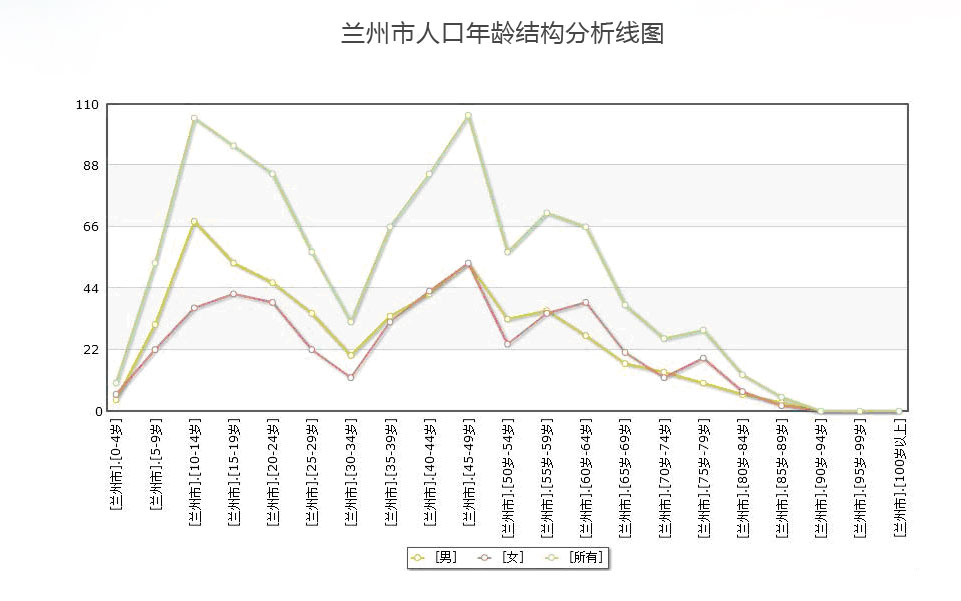 兰州市人口年龄结构分析线图
110
88
66
44
22
0
[兰州市].[0-4岁]
[兰州市].[5-9岁]
[兰州市].[10-14岁]
[兰州市].[15-19岁]
[兰州市].[20-24岁]
[兰州市].[25-29岁]
[兰州市].[30-34岁]
[兰州市].[35-39岁]
[兰州市].[40-44岁]
[兰州市].[45-49岁]
[兰州市].[50岁-54岁]
[兰州市].[55岁-59岁]
[兰州市].[60岁-64岁]
[兰州市].[65岁-69岁]
[兰州市].[70岁-74岁]
[兰州市].[75岁-79岁]
[兰州市].[80岁-84岁]
[兰州市].[85岁-89岁]
[兰州市].[90岁-94岁]
[兰州市].[95岁-99岁]
[兰州市].[100岁以上]
[男] [女] [所有]